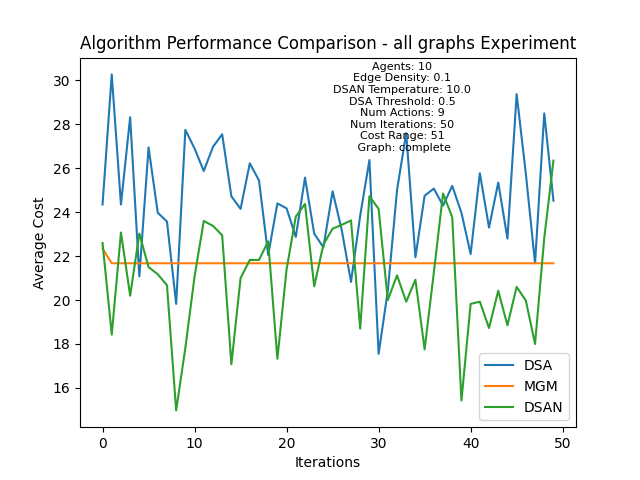 Algorithm Performance Comparison - all graphs Experiment
Agents: 10
Edge Density: 0.1
DSAN Temperature: 10.0
DSA Threshold: 0.5
Num Actions: 9
Num Iterations: 50
Cost Range: 51
Graph: complete
Average Cost
30
28
26
24
22
20
18
16
0
10
20
30
40
50
Iterations
DSA
MGM
DSAN